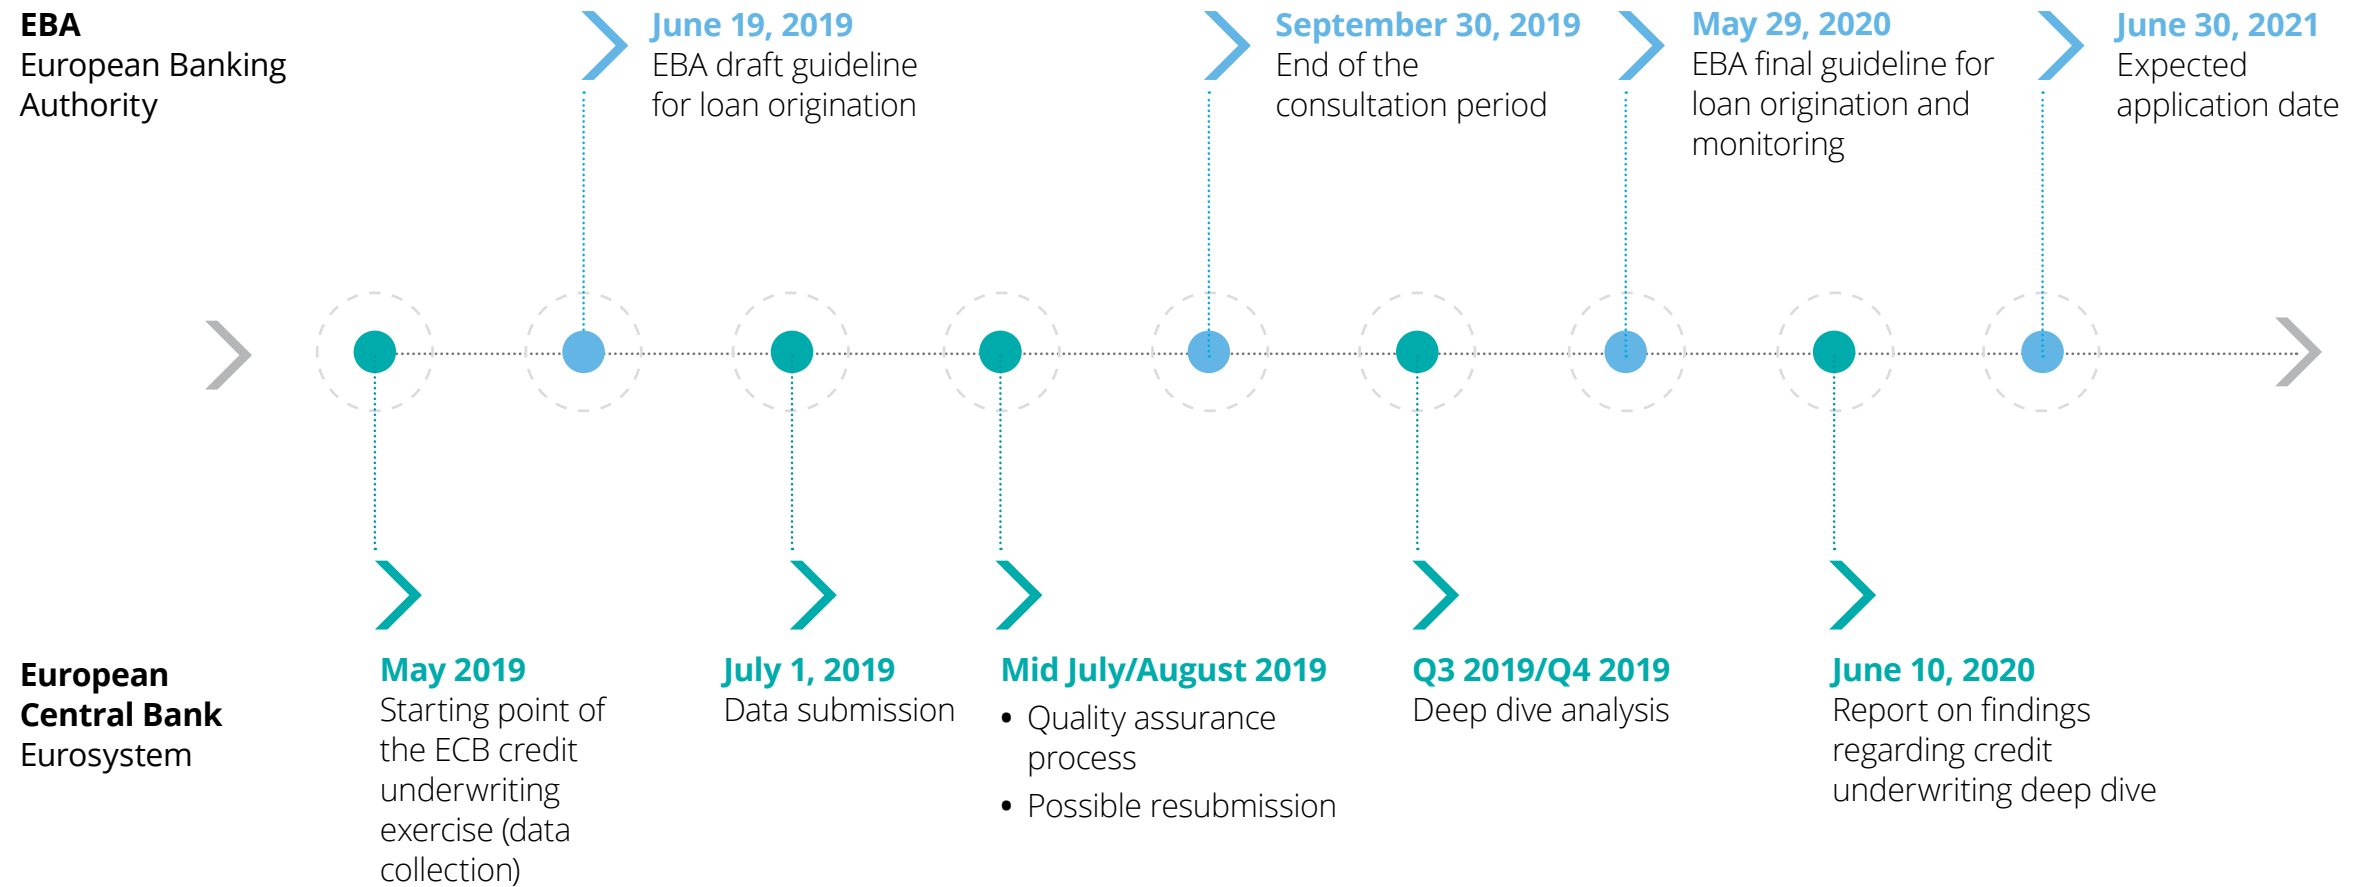 EBA
European Banking
Authority
June 19, 2019
EBA draft guideline
for loan origination
September 30, 2019
End of the
consultation period
May 29, 2020
EBA final guideline for
loan origination and
monitoring
June 30, 2021
Expected
application date
European
Central Bank
Eurosystem
May 2019
Starting point of
the ECB credit
underwriting
exercise (data
collection)
July 1, 2019
Data submission
Mid July/August 2019
• Quality assurance
process
• Possible resubmission
Q3 2019/Q4 2019
Deep dive analysis
June 10, 2020
Report on findings
regarding credit
underwriting deep dive